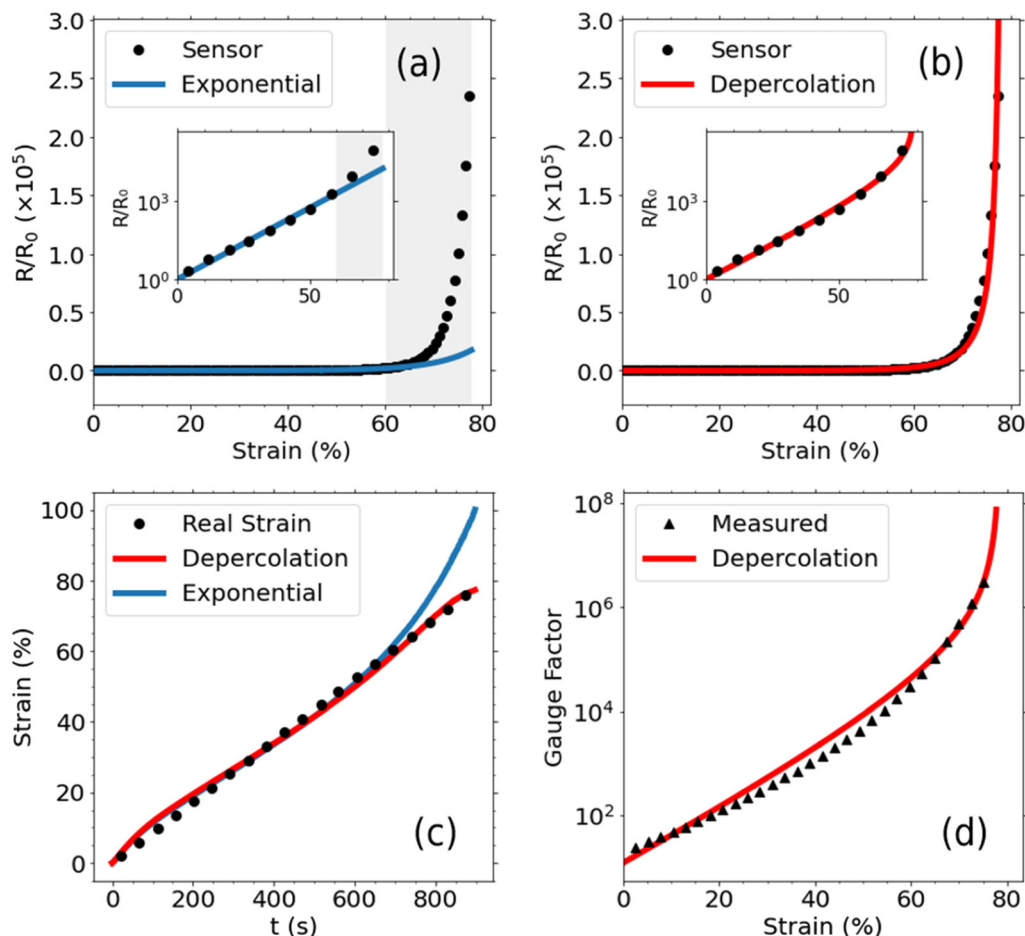 3.0
2.5
2.0
1.5
1.0
0.5
0.0
R/R₀ (×10⁵)
Sensor
Exponential
(a)
R/R₀
10³
10⁰
0 50
0 20 40 60 80
Strain (%)
3.0
2.5
2.0
1.5
1.0
0.5
0.0
R/R₀ (×10⁵)
Sensor
Depercolation
(b)
R/R₀
10³
10⁰
0 50
0 20 40 60 80
Strain (%)
100
80
60
40
20
0
Strain (%)
Real Strain
Depercolation
Exponential
(c)
0 200 400 600 800
t (s)
10⁸
10⁶
10⁴
10²
Gauge Factor
Measured
Depercolation
(d)
0 20 40 60 80
Strain (%)